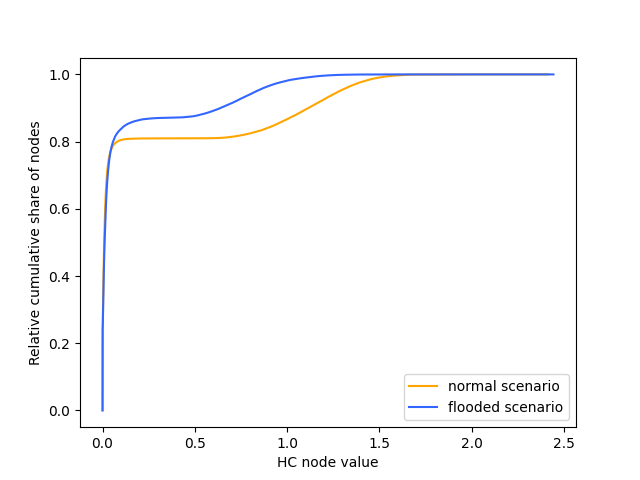 1.0
0.8
0.6
0.4
0.2
0.0
Relative cumulative share of nodes
normal scenario
flooded scenario
0.0 0.5 1.0 1.5 2.0 2.5
HC node value